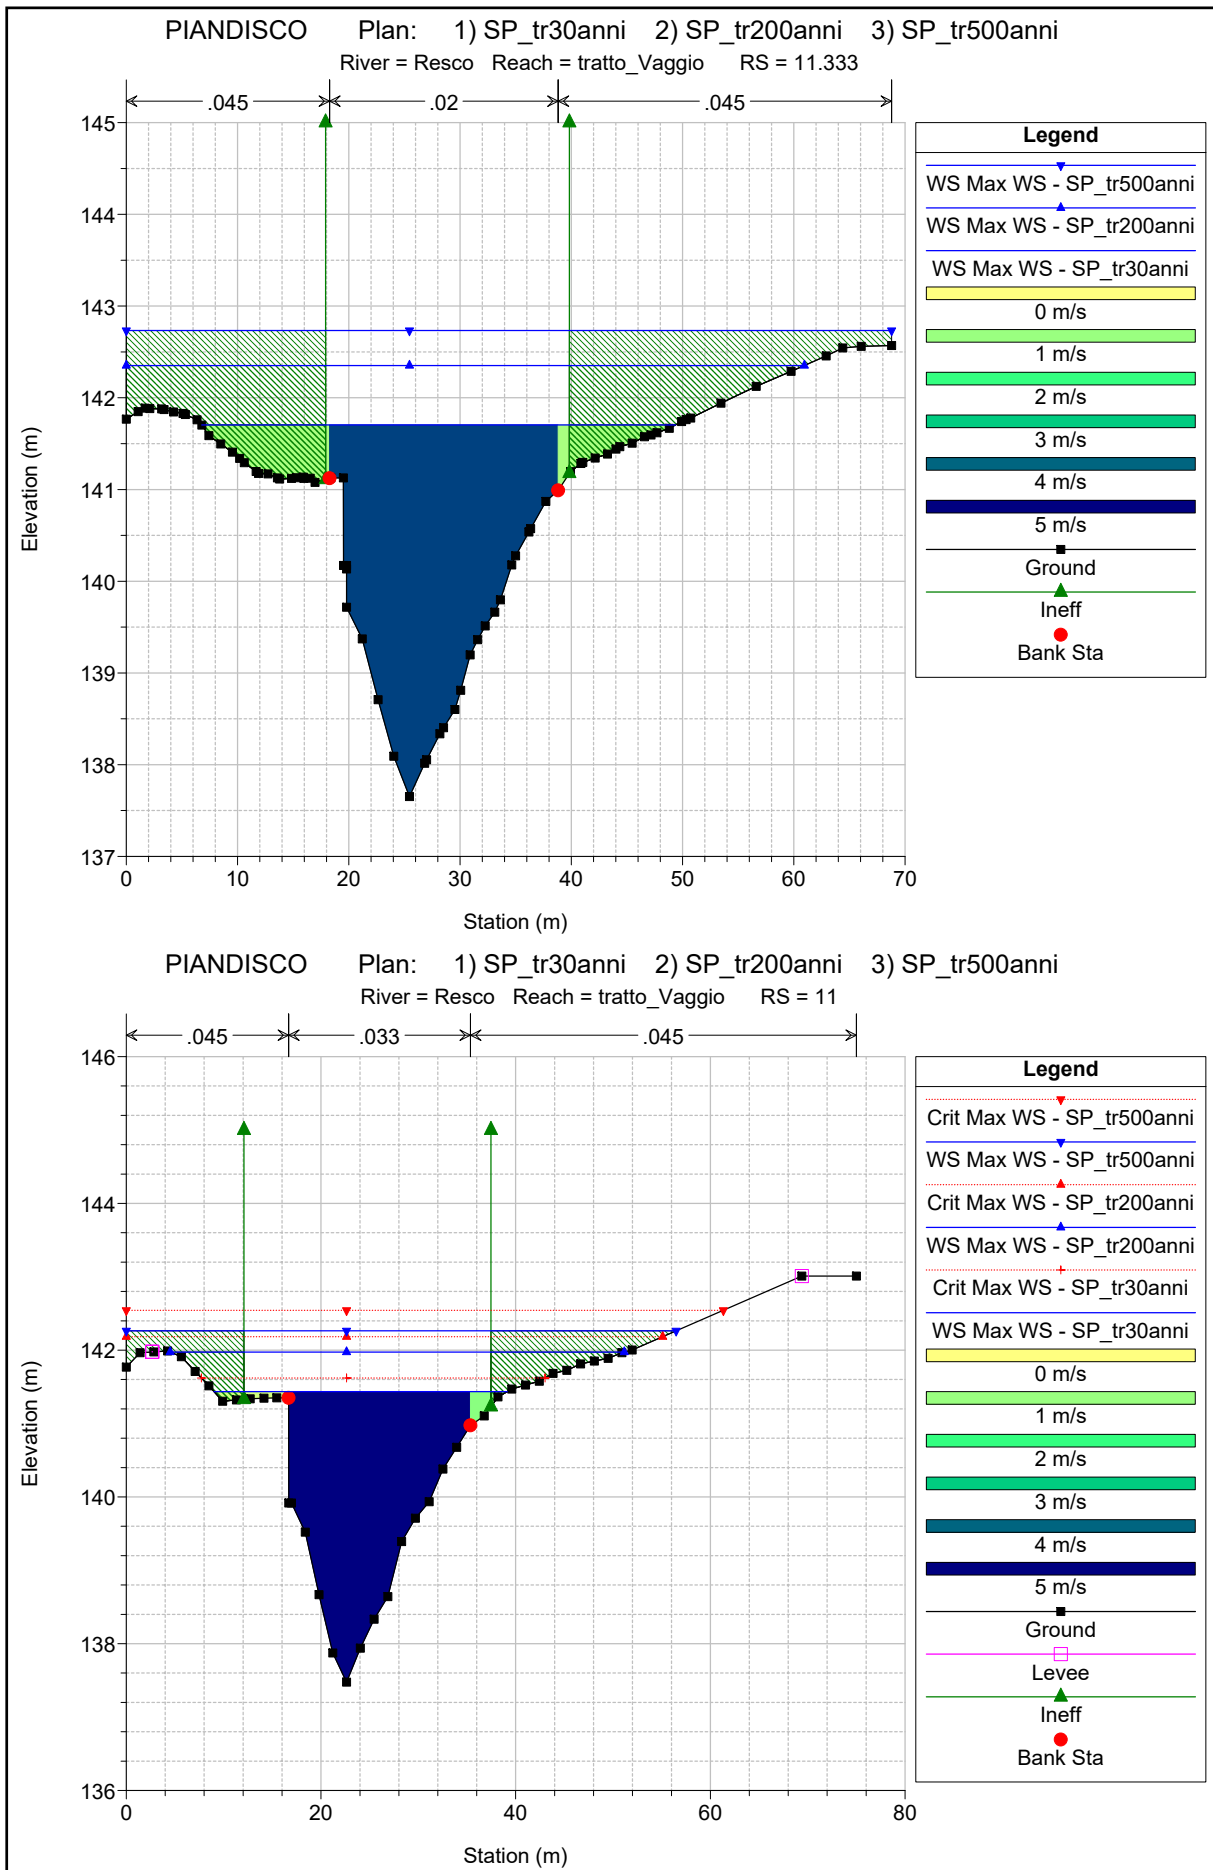 PIANDISCO Plan: 1) SP_tr30anni 2) SP_tr200anni 3) SP_tr500anni
River = Resco Reach = tratto_Vaggio RS = 11.333
.045 .02 .045
145
144
143
142
141
140
139
138
137
Elevation (m)
0 10 20 30 40 50 60 70
Station (m)
Legend
WS Max WS - SP_tr500anni
WS Max WS - SP_tr200anni
WS Max WS - SP_tr30anni
0 m/s
1 m/s
2 m/s
3 m/s
4 m/s
5 m/s
Ground
Ineff
Bank Sta
PIANDISCO Plan: 1) SP_tr30anni 2) SP_tr200anni 3) SP_tr500anni
River = Resco Reach = tratto_Vaggio RS = 11
.045 .033 .045
146
144
142
140
138
136
Elevation (m)
0 20 40 60 80
Station (m)
Legend
Crit Max WS - SP_tr500anni
WS Max WS - SP_tr500anni
Crit Max WS - SP_tr200anni
WS Max WS - SP_tr200anni
Crit Max WS - SP_tr30anni
WS Max WS - SP_tr30anni
0 m/s
1 m/s
2 m/s
3 m/s
4 m/s
5 m/s
Ground
Levee
Ineff
Bank Sta